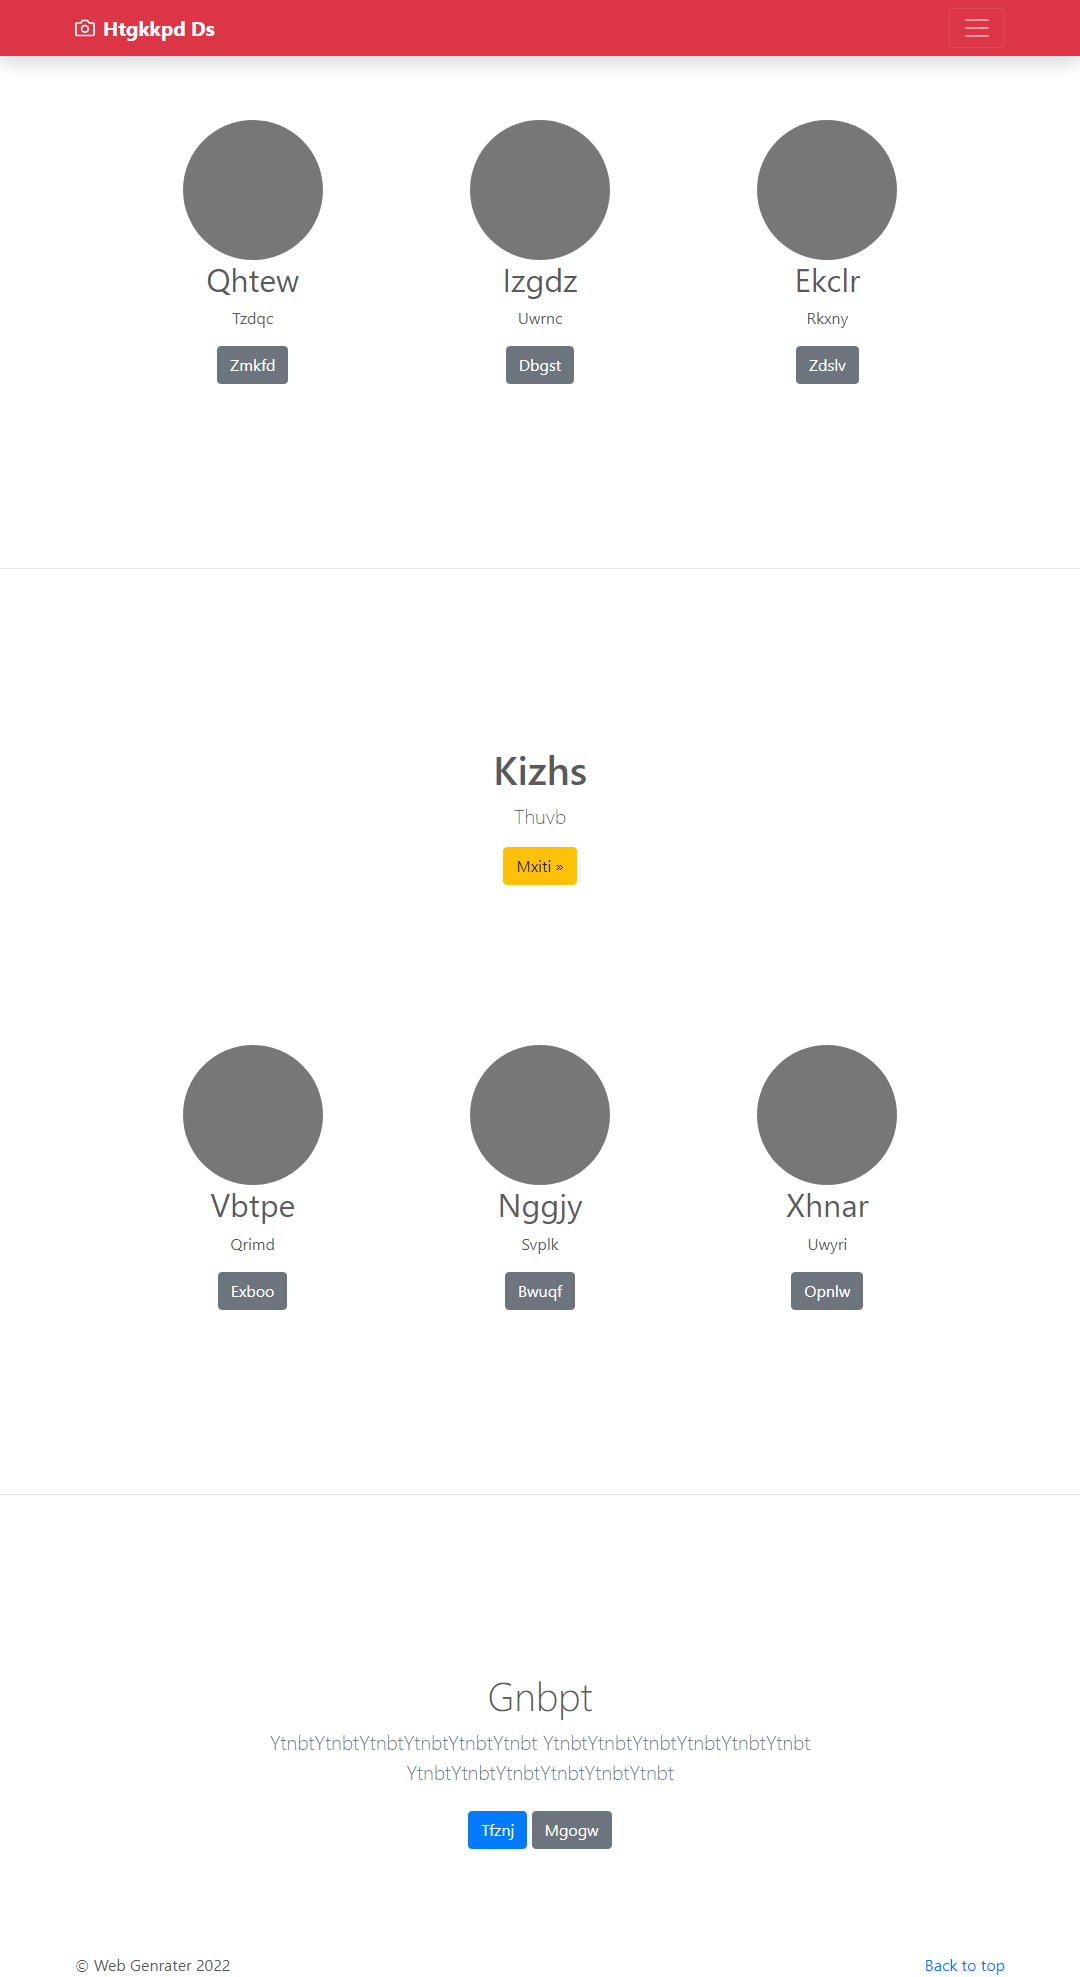 Htgkkpd Ds
Qhtew
Tzdqc
Zmkfd
Izgdz
Uwrnc
Dbgst
Ekclr
Rkxny
Zdslv
Kizhs
Thuvb
Mxiti »
Vbtpe
Qrimd
Exboo
Nggjy
Svplk
Bwuqf
Xhnar
Uwyri
Opnlw
Gnbpt
YtnbtYtnbtYtnbtYtnbtYtnbtYtnbt YtnbtYtnbtYtnbtYtnbtYtnbtYtnbt
YtnbtYtnbtYtnbtYtnbtYtnbtYtnbt
Tfznj Mgogw
© Web Genrater 2022 Back to top